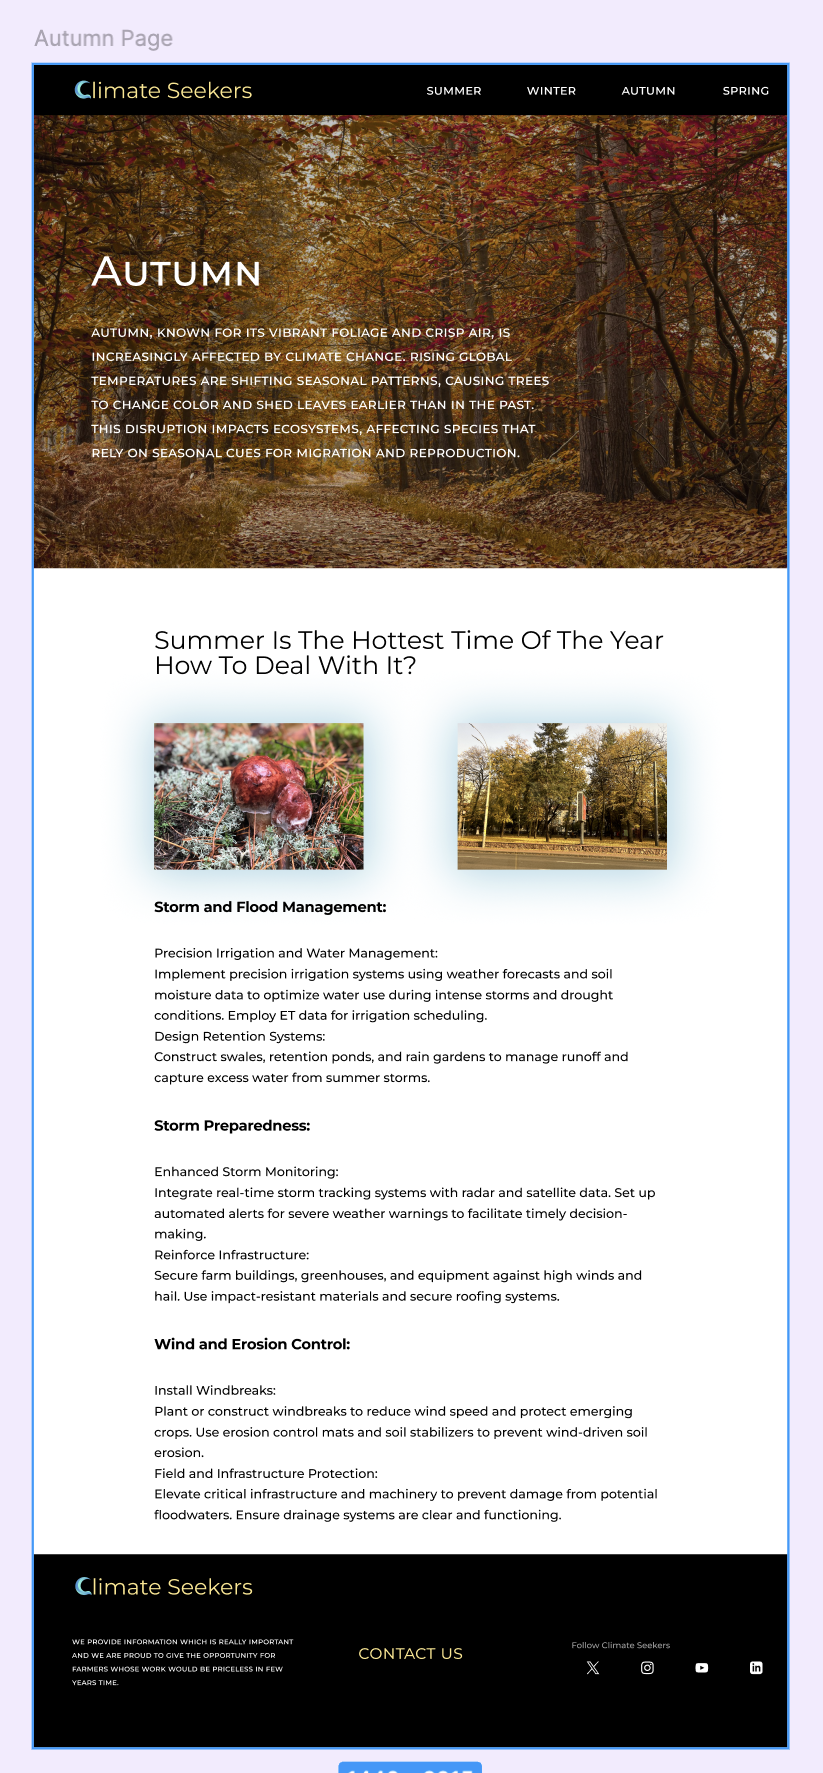 Autumn Page
Climate Seekers
SUMMER WINTER AUTUMN SPRING
AUTUMN
AUTUMN, KNOWN FOR ITS VIBRANT FOLIAGE AND CRISP AIR, IS
INCREASINGLY AFFECTED BY CLIMATE CHANGE. RISING GLOBAL
TEMPERATURES ARE SHIFTING SEASONAL PATTERNS, CAUSING TREES
TO CHANGE COLOR AND SHED LEAVES EARLIER THAN IN THE PAST.
THIS DISRUPTION IMPACTS ECOSYSTEMS, AFFECTING SPECIES THAT
RELY ON SEASONAL CUES FOR MIGRATION AND REPRODUCTION.
Summer Is The Hottest Time Of The Year
How To Deal With It?
Storm and Flood Management:
Precision Irrigation and Water Management:
Implement precision irrigation systems using weather forecasts and soil
moisture data to optimize water use during intense storms and drought
conditions. Employ ET data for irrigation scheduling.
Design Retention Systems:
Construct swales, retention ponds, and rain gardens to manage runoff and
capture excess water from summer storms.
Storm Preparedness:
Enhanced Storm Monitoring:
Integrate real-time storm tracking systems with radar and satellite data. Set up
automated alerts for severe weather warnings to facilitate timely decision-
making.
Reinforce Infrastructure:
Secure farm buildings, greenhouses, and equipment against high winds and
hail. Use impact-resistant materials and secure roofing systems.
Wind and Erosion Control:
Install Windbreaks:
Plant or construct windbreaks to reduce wind speed and protect emerging
crops. Use erosion control mats and soil stabilizers to prevent wind-driven soil
erosion.
Field and Infrastructure Protection:
Elevate critical infrastructure and machinery to prevent damage from potential
floodwaters. Ensure drainage systems are clear and functioning.
Climate Seekers
WE PROVIDE INFORMATION WHICH IS REALLY IMPORTANT
AND WE ARE PROUD TO GIVE THE OPPORTUNITY FOR
FARMERS WHOSE WORK WOULD BE PRICELESS IN FEW
YEARS TIME.
CONTACT US
Follow Climate Seekers